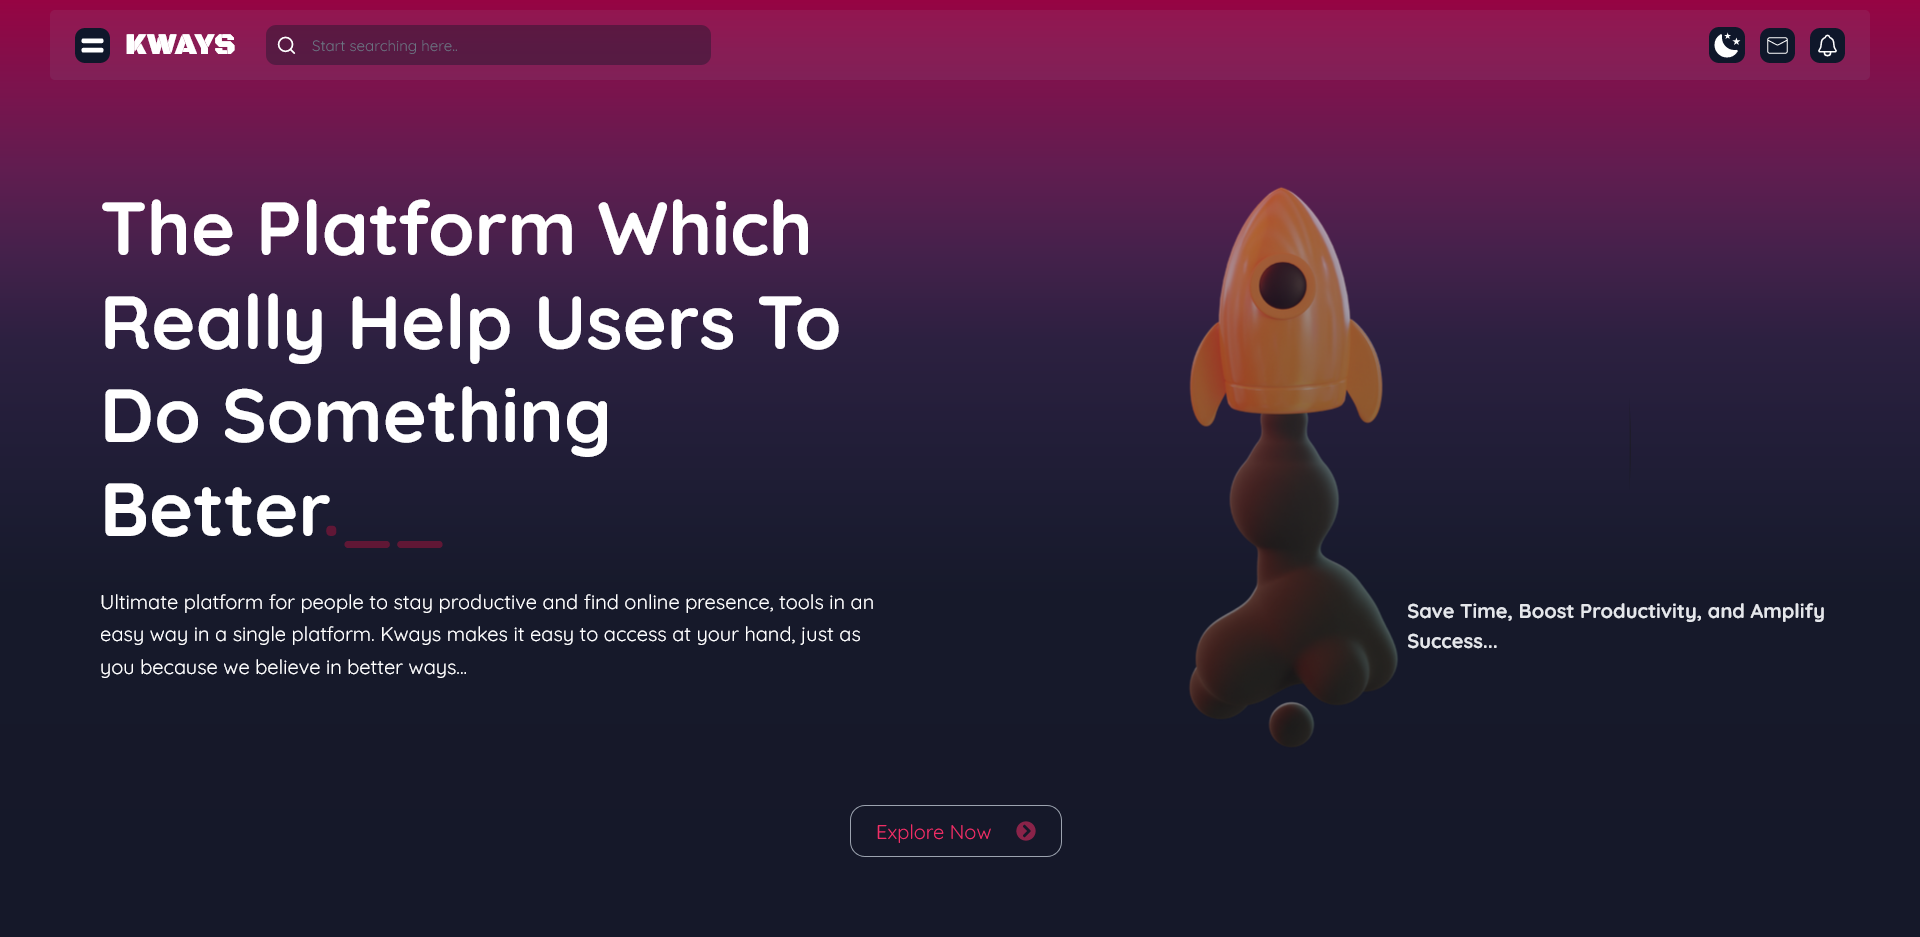 KWAYS
Start searching here..
The Platform Which
Really Help Users To
Do Something
Better.__
Ultimate platform for people to stay productive and find online presence, tools in an
easy way in a single platform. Kways makes it easy to access at your hand, just as
you because we believe in better ways...
Save Time, Boost Productivity, and Amplify
Success...
Explore Now